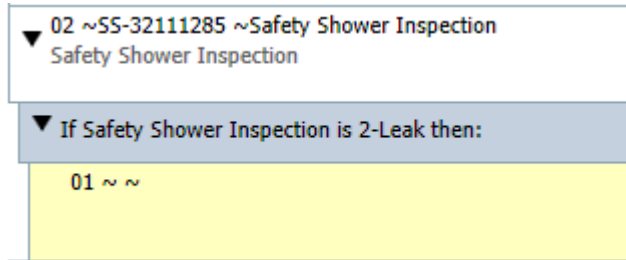 02 ~SS-32111285 ~Safety Shower Inspection
Safety Shower Inspection
If Safety Shower Inspection is 2-Leak then:
01 ~ ~